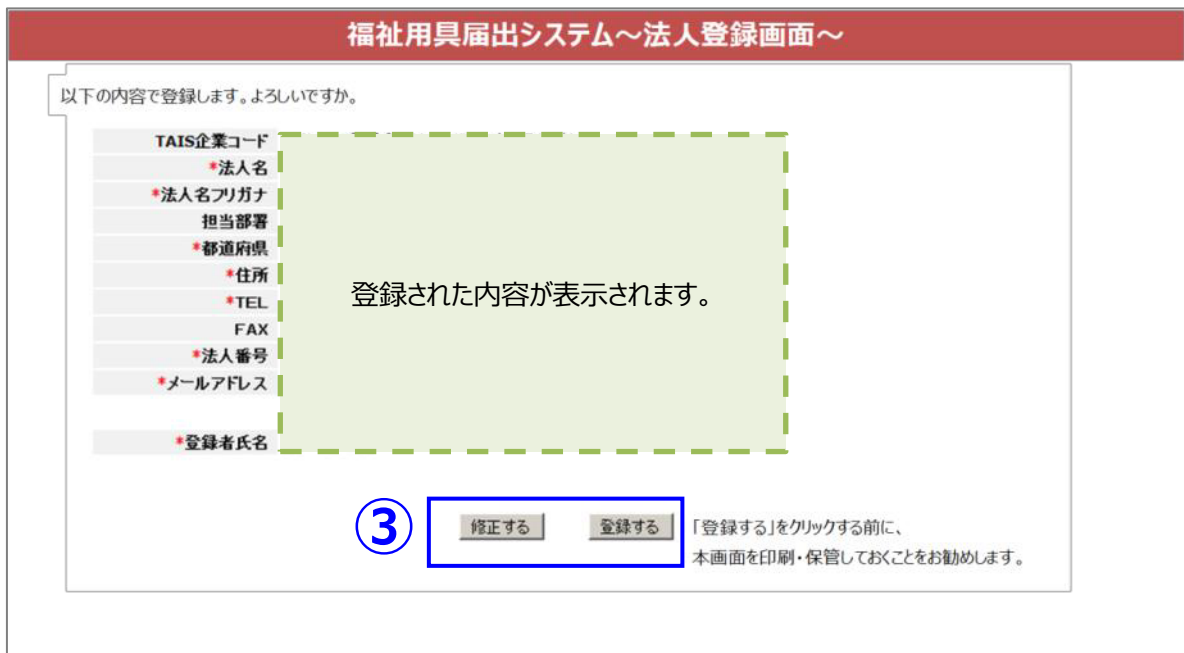 福祉用具届出システム～法人登録画面～
以下の内容で登録します。よろしいですか。
TAIS企業コード
*法人名
*法人名フリガナ
担当部署
*都道府県
*住所
*TEL
FAX
*法人番号
*メールアドレス
*登録者氏名
登録された内容が表示されます。
③
修正する 登録する
「登録する」をクリックする前に、
本画面を印刷・保管しておくことをお勧めします。